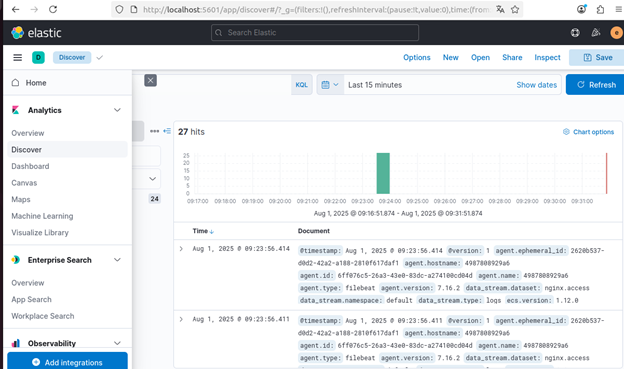 http://localhost:5601/app/discover#/?_g=(filters:!(),refreshInterval:(pause:!t,value:0),time:(from
elastic
Search Elastic
e
D
Discover
Options New Open Share Inspect Save
Home
KQL
Last 15 minutes
Show dates
Refresh
Analytics
Overview
Discover
Dashboard
Canvas
Maps
Machine Learning
Visualize Library
Enterprise Search
Overview
App Search
Workplace Search
Observability
Add integrations
24
27 hits
Chart options
25
20
15
10
5
0
09:17:00 09:18:00 09:19:00 09:20:00 09:21:00 09:22:00 09:23:00 09:24:00 09:25:00 09:26:00 09:27:00 09:28:00 09:29:00 09:30:00 09:31:00
Aug 1, 2025 @ 09:16:51.874 - Aug 1, 2025 @ 09:31:51.874
Time Document
Aug 1, 2025 @ 09:23:56.414 @timestamp: Aug 1, 2025 @ 09:23:56.414 @version: 1 agent.ephemeral_id: 2620b537-
d0d2-42a2-a188-2810f617daf1 agent.hostname: 4987808929a6
agent.id: 6ff076c5-26a3-43e0-83dc-a274100cd04d agent.name: 4987808929a6
agent.type: filebeat agent.version: 7.16.2 data_stream.dataset: nginx.access
data_stream.namespace: default data_stream.type: logs ecs.version: 1.12.0
Aug 1, 2025 @ 09:23:56.411 @timestamp: Aug 1, 2025 @ 09:23:56.411 @version: 1 agent.ephemeral_id: 2620b537-
d0d2-42a2-a188-2810f617daf1 agent.hostname: 4987808929a6
agent.id: 6ff076c5-26a3-43e0-83dc-a274100cd04d agent.name: 4987808929a6
agent.type: filebeat agent.version: 7.16.2 data_stream.dataset: nginx.access